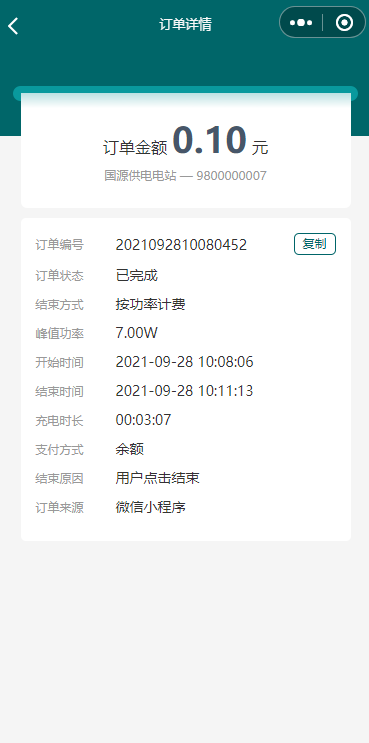 订单详情
订单金额 0.10 元
国源供电电站 — 9800000007
订单编号 2021092810080452 复制
订单状态 已完成
结束方式 按功率计费
峰值功率 7.00W
开始时间 2021-09-28 10:08:06
结束时间 2021-09-28 10:11:13
充电时长 00:03:07
支付方式 余额
结束原因 用户点击结束
订单来源 微信小程序